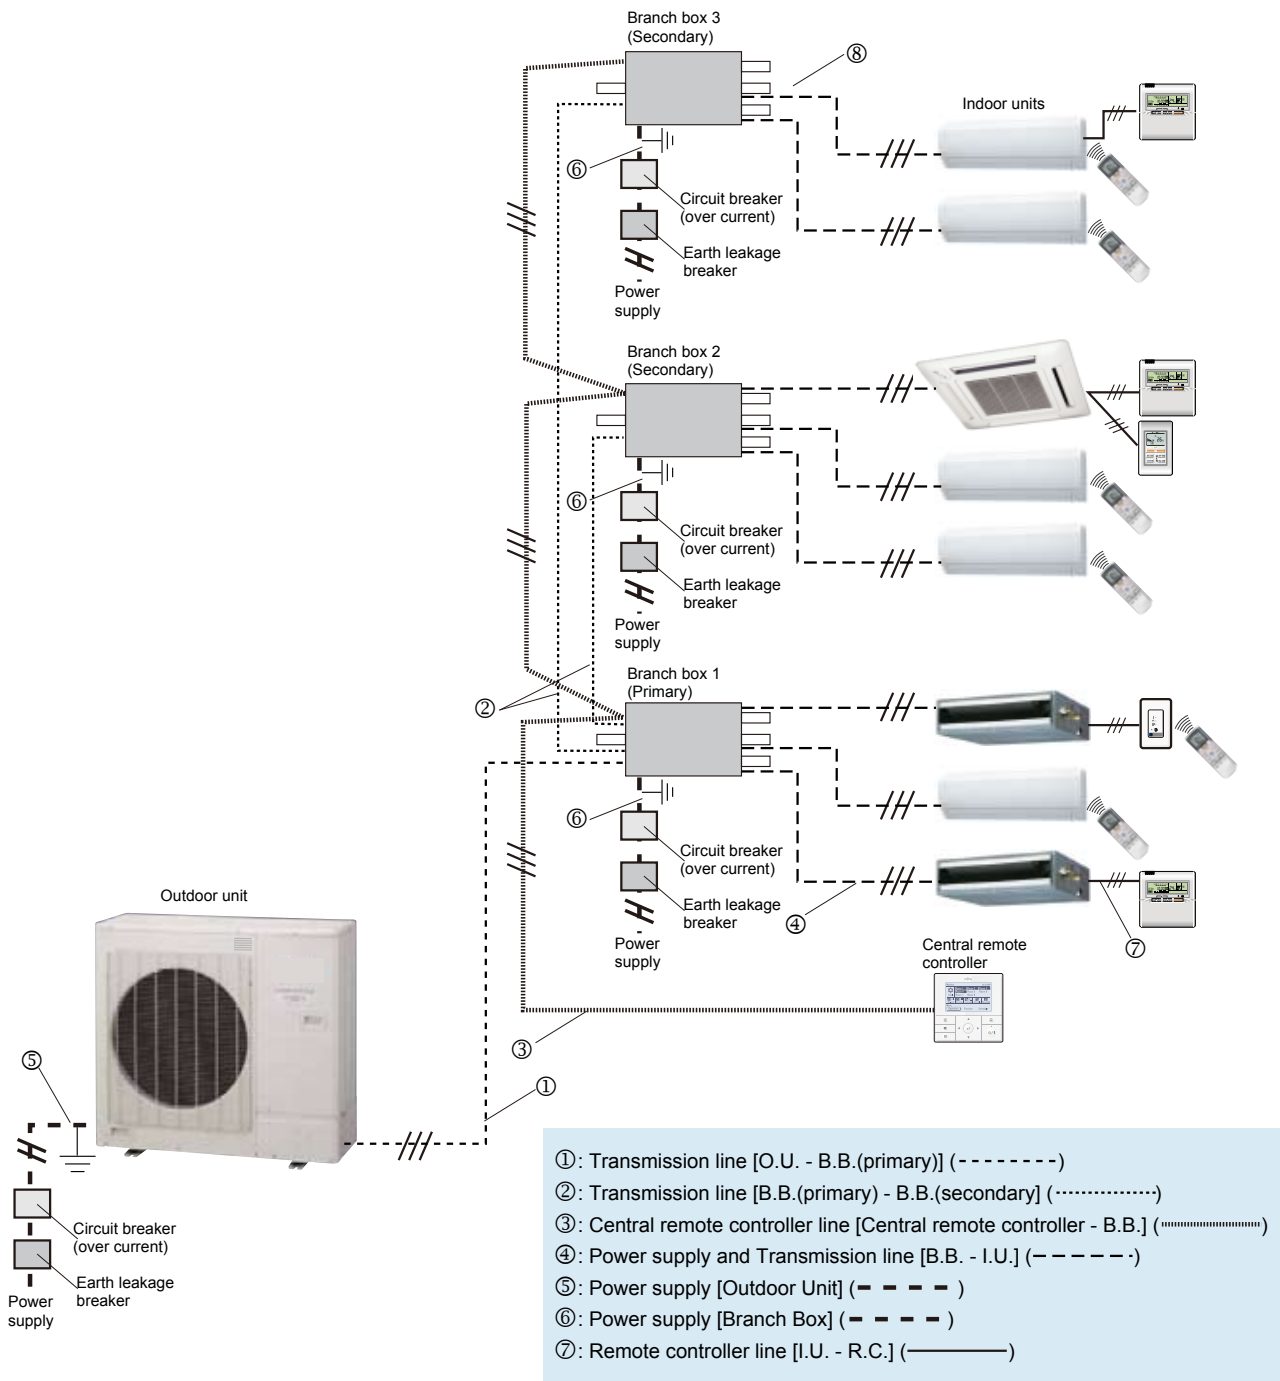 Branch box 3
(Secondary)
⑧
Indoor units
⑥
Circuit breaker
(over current)
Earth leakage
breaker
Power
supply
Branch box 2
(Secondary)
⑥
Circuit breaker
(over current)
Earth leakage
breaker
Power
supply
Branch box 1
(Primary)
②
⑥
Circuit breaker
(over current)
Earth leakage
breaker
④
⑦
Power
supply
Central remote
controller
③
Outdoor unit
⑤
①
Circuit breaker
(over current)
Earth leakage
breaker
Power
supply
①: Transmission line [O.U. - B.B.(primary)] (---------)
②: Transmission line [B.B.(primary) - B.B.(secondary] (···············)
③: Central remote controller line [Central remote controller - B.B.] (·····················)
④: Power supply and Transmission line [B.B. - I.U.] (— — — — — -)
⑤: Power supply [Outdoor Unit] (– – – – –)
⑥: Power supply [Branch Box] (– – – – –)
⑦: Remote controller line [I.U. - R.C.] (————)